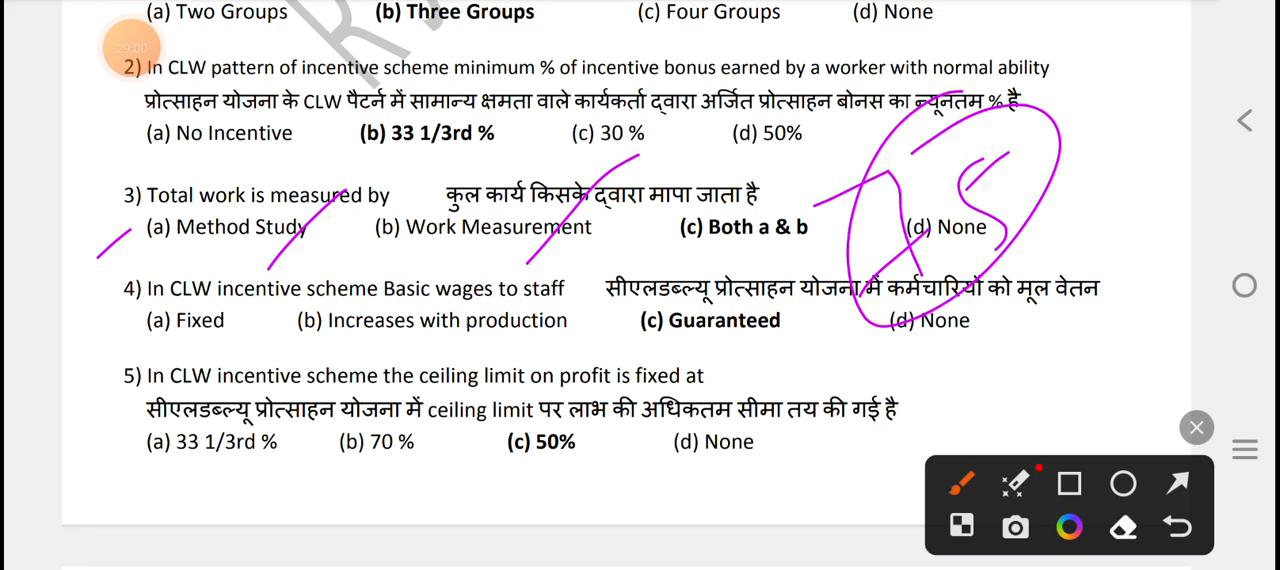 (a) Two Groups (b) Three Groups (c) Four Groups (d) None
29:00
2) In CLW pattern of incentive scheme minimum % of incentive bonus earned by a worker with normal ability
प्रोत्साहन योजना के CLW पैटर्न में सामान्य क्षमता वाले कार्यकर्ता द्वारा अर्जित प्रोत्साहन बोनस का न्यूनतम % है
(a) No Incentive (b) 33 1/3rd % (c) 30 % (d) 50%
3) Total work is measured by कुल कार्य किसके द्वारा मापा जाता है
(a) Method Study (b) Work Measurement (c) Both a & b (d) None
4) In CLW incentive scheme Basic wages to staff सीएलडब्ल्यू प्रोत्साहन योजना में कर्मचारियों को मूल वेतन
(a) Fixed (b) Increases with production (c) Guaranteed (d) None
5) In CLW incentive scheme the ceiling limit on profit is fixed at
सीएलडब्ल्यू प्रोत्साहन योजना में ceiling limit पर लाभ की अधिकतम सीमा तय की गई है
(a) 33 1/3rd % (b) 70 % (c) 50% (d) None